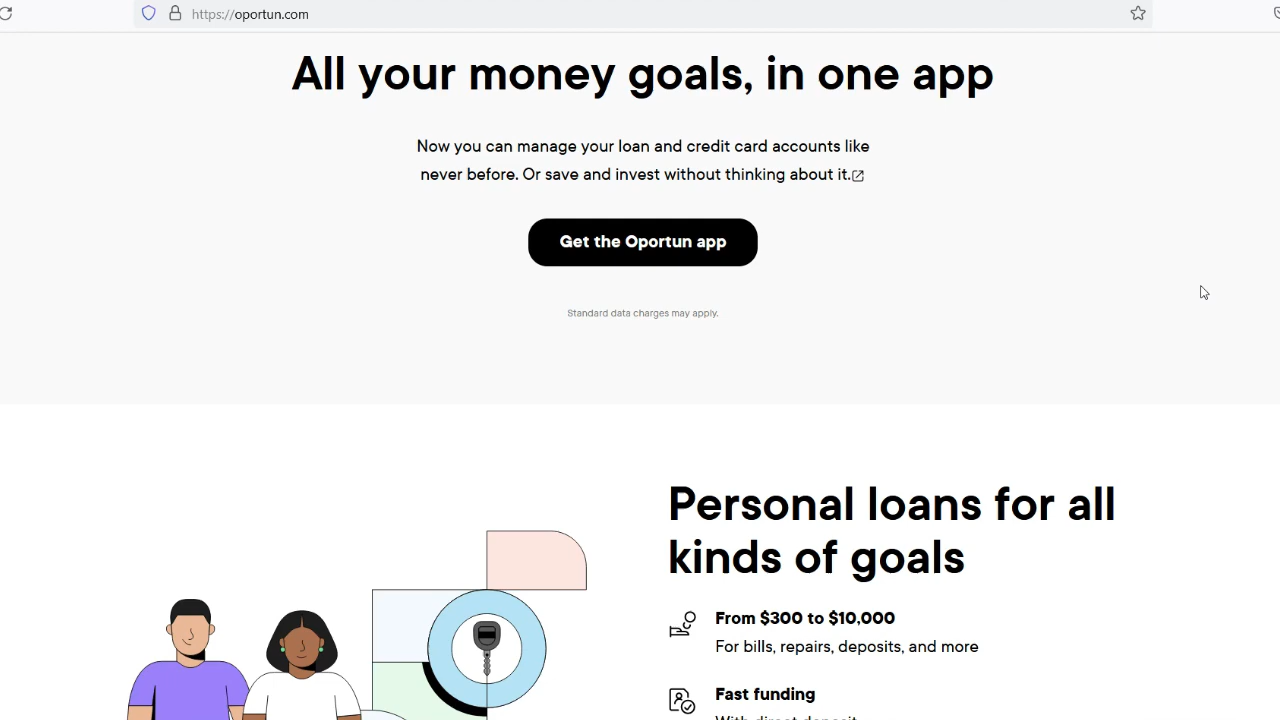 https://oportun.com
All your money goals, in one app
Now you can manage your loan and credit card accounts like
never before. Or save and invest without thinking about it.
Get the Oportun app
Standard data charges may apply.
Personal loans for all
kinds of goals
From $300 to $10,000
For bills, repairs, deposits, and more
Fast funding
With direct deposit